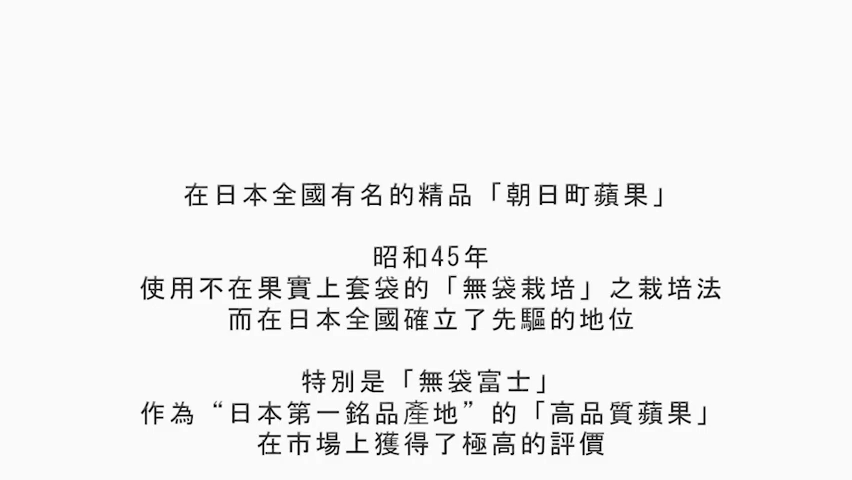 在日本全國有名的精品「朝日町蘋果」
昭和45年
使用不在果實上套袋的「無袋栽培」之栽培法
而在日本全國確立了先驅的地位
特別是「無袋富士」
作為“日本第一銘品產地”的「高品質蘋果」
在市場上獲得了極高的評價